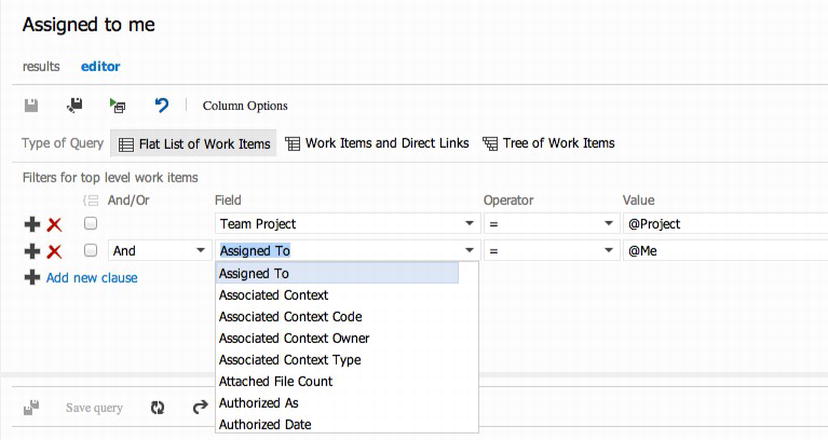 Assigned to me
results editor
Column Options
Type of Query Flat List of Work Items Work Items and Direct Links Tree of Work Items
Filters for top level work items
And/Or Field Operator Value
Team Project = @Project
And Assigned To = @Me
Add new clause
Assigned To
Associated Context
Associated Context Code
Associated Context Owner
Associated Context Type
Attached File Count
Authorized As
Authorized Date
Save query